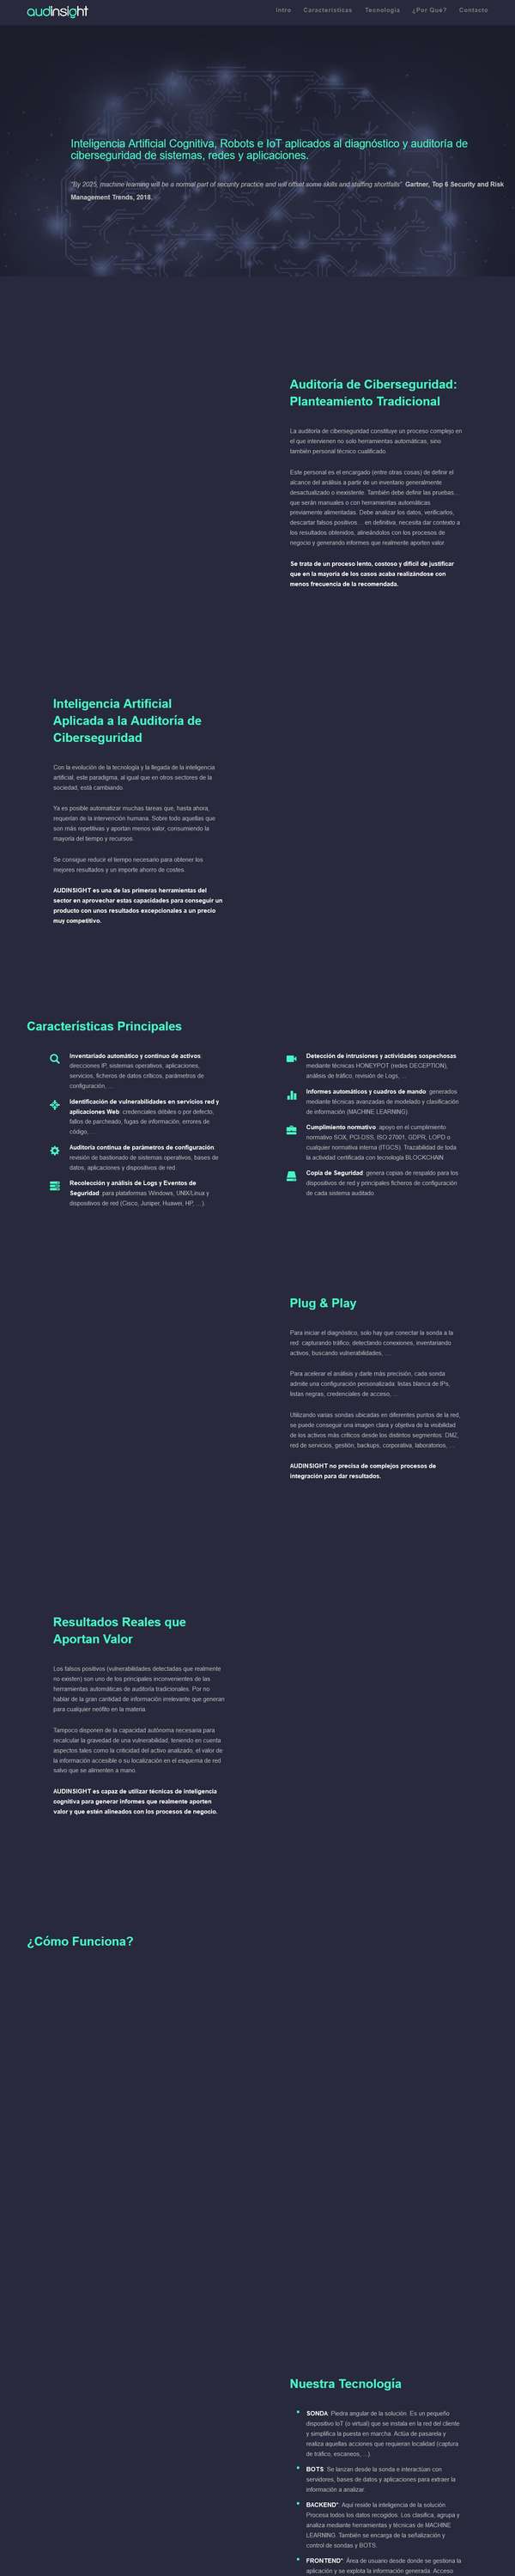 audinsight
Intro Características Tecnología ¿Por Qué? Contacto
Inteligencia Artificial Cognitiva, Robots e IoT aplicados al diagnóstico y auditoría de
ciberseguridad de sistemas, redes y aplicaciones.
"By 2025, machine learning will be a normal part of security practice and will offset some skills and staffing shortfalls". Gartner, Top 6 Security and Risk
Management Trends, 2018.
Auditoría de Ciberseguridad:
Planteamiento Tradicional
La auditoría de ciberseguridad constituye un proceso complejo en
el que intervienen no solo herramientas automáticas, sino
también personal técnico cualificado.
Este personal es el encargado (entre otras cosas) de definir el
alcance del análisis a partir de un inventario generalmente
desactualizado o inexistente. También debe definir las pruebas...
que serán manuales o con herramientas automáticas
previamente alimentadas. Debe analizar los datos, verificarlos,
descartar falsos positivos... en definitiva, necesita dar contexto a
los resultados obtenidos, alineándolos con los procesos de
negocio y generando informes que realmente aporten valor.
Se trata de un proceso lento, costoso y difícil de justificar
que en la mayoría de los casos acaba realizándose con
menos frecuencia de la recomendada.
Inteligencia Artificial
Aplicada a la Auditoría de
Ciberseguridad
Con la evolución de la tecnología y la llegada de la inteligencia
artificial, este paradigma, al igual que en otros sectores de la
sociedad, está cambiando.
Ya es posible automatizar muchas tareas que, hasta ahora,
requerían de la intervención humana. Sobre todo aquellas que
son más repetitivas y aportan menos valor, consumiendo la
mayoría del tiempo y recursos.
Se consigue reducir el tiempo necesario para obtener los
mejores resultados y un importe ahorro de costes.
AUDINSIGHT es una de las primeras herramientas del
sector en aprovechar estas capacidades para conseguir un
producto con unos resultados excepcionales a un precio
muy competitivo.
Características Principales
Inventariado automático y continuo de activos:
direcciones IP, sistemas operativos, aplicaciones,
servicios, ficheros de datos críticos, parámetros de
configuración, ...
Identificación de vulnerabilidades en servicios red y
aplicaciones Web: credenciales débiles o por defecto,
fallos de parcheado, fugas de información, errores de
código, ...
Auditoría continua de parámetros de configuración:
revisión de bastionado de sistemas operativos, bases de
datos, aplicaciones y dispositivos de red.
Recolección y análisis de Logs y Eventos de
Seguridad: para plataformas Windows, UNIX/Linux y
dispositivos de red (Cisco, Juniper, Huawei, HP, ...).
Detección de intrusiones y actividades sospechosas
mediante técnicas HONEYPOT (redes DECEPTION),
análisis de tráfico, revisión de Logs, ...
Informes automáticos y cuadros de mando: generados
mediante técnicas avanzadas de modelado y clasificación
de información (MACHINE LEARNING).
Cumplimiento normativo: apoyo en el cumplimiento
normativo SOX, PCI-DSS, ISO 27001, GDPR, LOPD o
cualquier normativa interna (ITGCS). Trazabilidad de toda
la actividad certificada con tecnología BLOCKCHAIN.
Copia de Seguridad: genera copias de respaldo para los
dispositivos de red y principales ficheros de configuración
de cada sistema auditado.
Plug & Play
Para iniciar el diagnóstico, solo hay que conectar la sonda a la
red: capturando tráfico, detectando conexiones, inventariando
activos, buscando vulnerabilidades, ...
Para acelerar el análisis y darle más precisión, cada sonda
admite una configuración personalizada: listas blanca de IPs,
listas negras, credenciales de acceso, ...
Utilizando varias sondas ubicadas en diferentes puntos de la red,
se puede conseguir una imagen clara y objetiva de la visibilidad
de los activos más críticos desde los distintos segmentos: DMZ,
red de servicios, gestión, backups, corporativa, laboratorios, ...
AUDINSIGHT no precisa de complejos procesos de
integración para dar resultados.
Resultados Reales que
Aportan Valor
Los falsos positivos (vulnerabilidades detectadas que realmente
no existen) son uno de los principales inconvenientes de las
herramientas automáticas de auditoría tradicionales. Por no
hablar de la gran cantidad de información irrelevante que generan
para cualquier neófito en la materia.
Tampoco disponen de la capacidad autónoma necesaria para
recalcular la gravedad de una vulnerabilidad, teniendo en cuenta
aspectos tales como la criticidad del activo analizado, el valor de
la información accesible o su localización en el esquema de red
salvo que se alimenten a mano.
AUDINSIGHT es capaz de utilizar técnicas de inteligencia
cognitiva para generar informes que realmente aporten
valor y que estén alineados con los procesos de negocio.
¿Cómo Funciona?
Nuestra Tecnología
SONDA: Piedra angular de la solución. Es un pequeño
dispositivo IoT (o virtual) que se instala en la red del cliente
y simplifica la puesta en marcha. Actúa de pasarela y
realiza aquellas acciones que requieran localidad (captura
de tráfico, escaneos, ...).
BOTS: Se lanzan desde la sonda e interactúan con
servidores, bases de datos y aplicaciones para extraer la
información a analizar.
BACKEND*: Aquí reside la inteligencia de la solución.
Procesa todos los datos recogidos. Los clasifica, agrupa y
analiza mediante herramientas y técnicas de MACHINE
LEARNING. También se encarga de la señalización y
control de sondas y BOTS.
FRONTEND*: Área de usuario desde donde se gestiona la
aplicación y se explota la información generada. Acceso